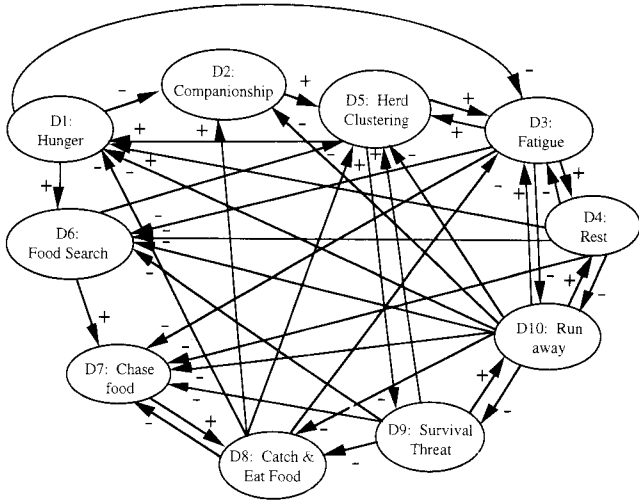 D2:
Companionship
D5: Herd
Clustering
D1:
Hunger
D3:
Fatigue
D4:
Rest
D6:
Food Search
D10: Run
away
D7: Chase
food
D8: Catch &
Eat Food
D9: Survival
Threat